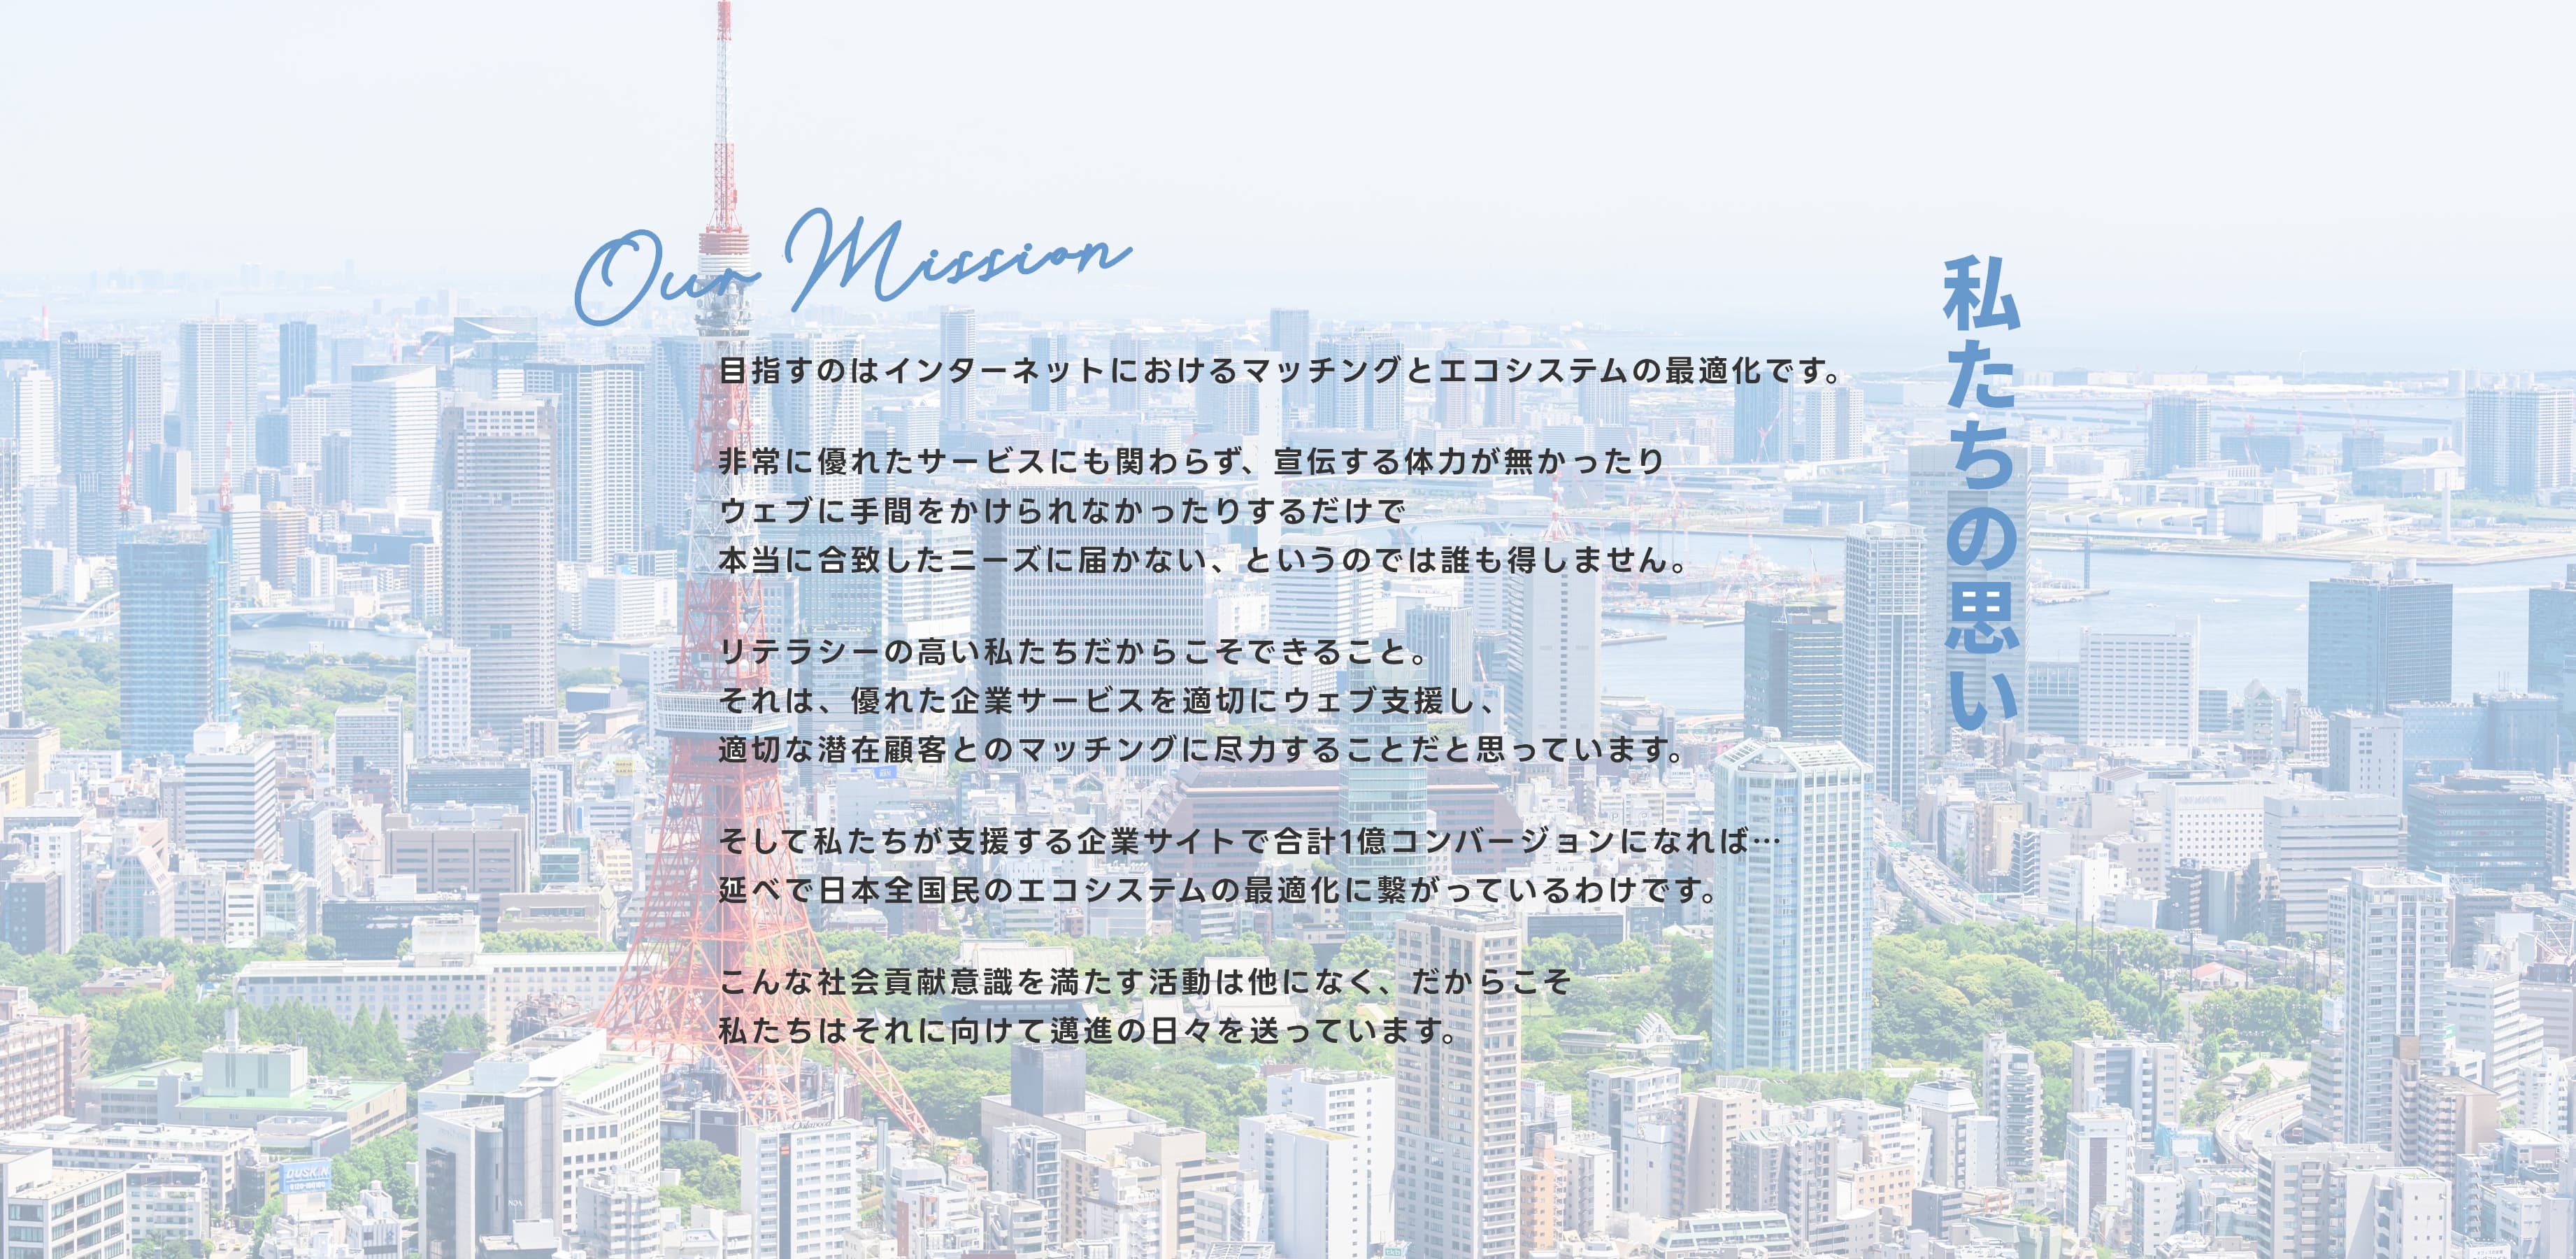 Our Mission
私たちの思い
目指すのはインターネットにおけるマッチングとエコシステムの最適化です。
非常に優れたサービスにも関わらず、宣伝する体力が無かったり
ウェブに手間をかけられなかったりするだけで
本当に合致したニーズに届かない、というのでは誰も得しません。
リテラシーの高い私たちだからこそできること。
それは、優れた企業サービスを適切にウェブ支援し、
適切な潜在顧客とのマッチングに尽力することだと思っています。
そして私たちが支援する企業サイトで合計1億コンバージョンになれば…
延べで日本全国民のエコシステムの最適化に繋がっているわけです。
こんな社会貢献意識を満たす活動は他になく、だからこそ
私たちはそれに向けて邁進の日々を送っています。
DUSKIN